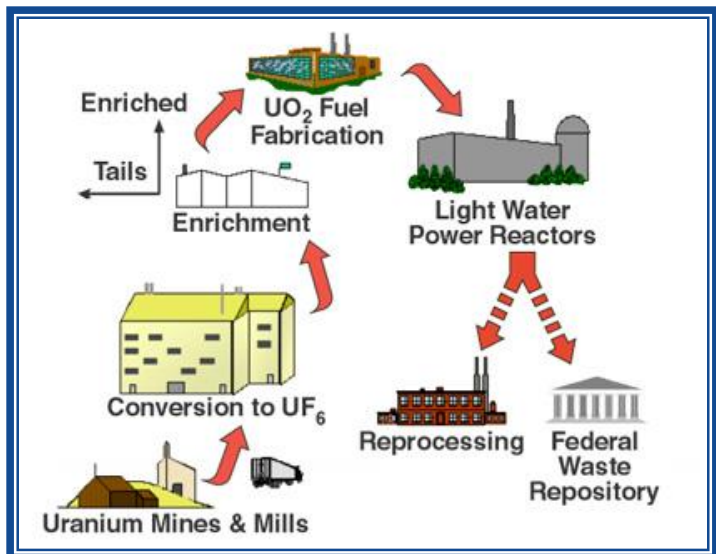 Enriched
Tails
UO₂ Fuel
Fabrication
Enrichment
Light Water
Power Reactors
Conversion to UF₆
Reprocessing
Federal
Waste
Repository
Uranium Mines & Mills